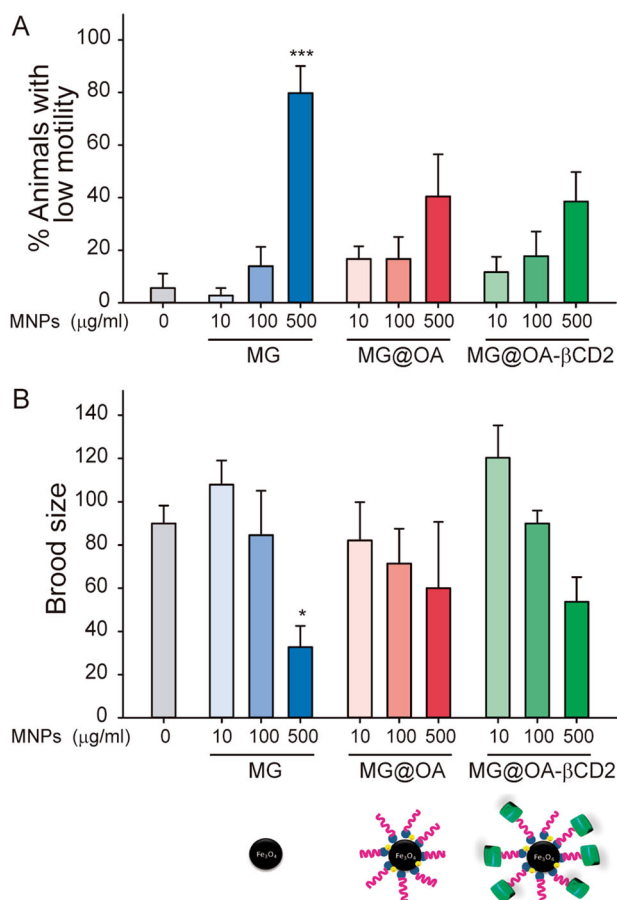 A
% Animals with
low motility
100
80
60
40
20
0
***
MNPs (μg/ml) 0 10 100 500 10 100 500 10 100 500
MG MG@OA MG@OA-βCD2
B
Brood size
140
120
100
80
60
40
20
0
*
MNPs (μg/ml) 0 10 100 500 10 100 500 10 100 500
MG MG@OA MG@OA-βCD2
Fe₃O₄ Fe₃O₄ Fe₃O₄